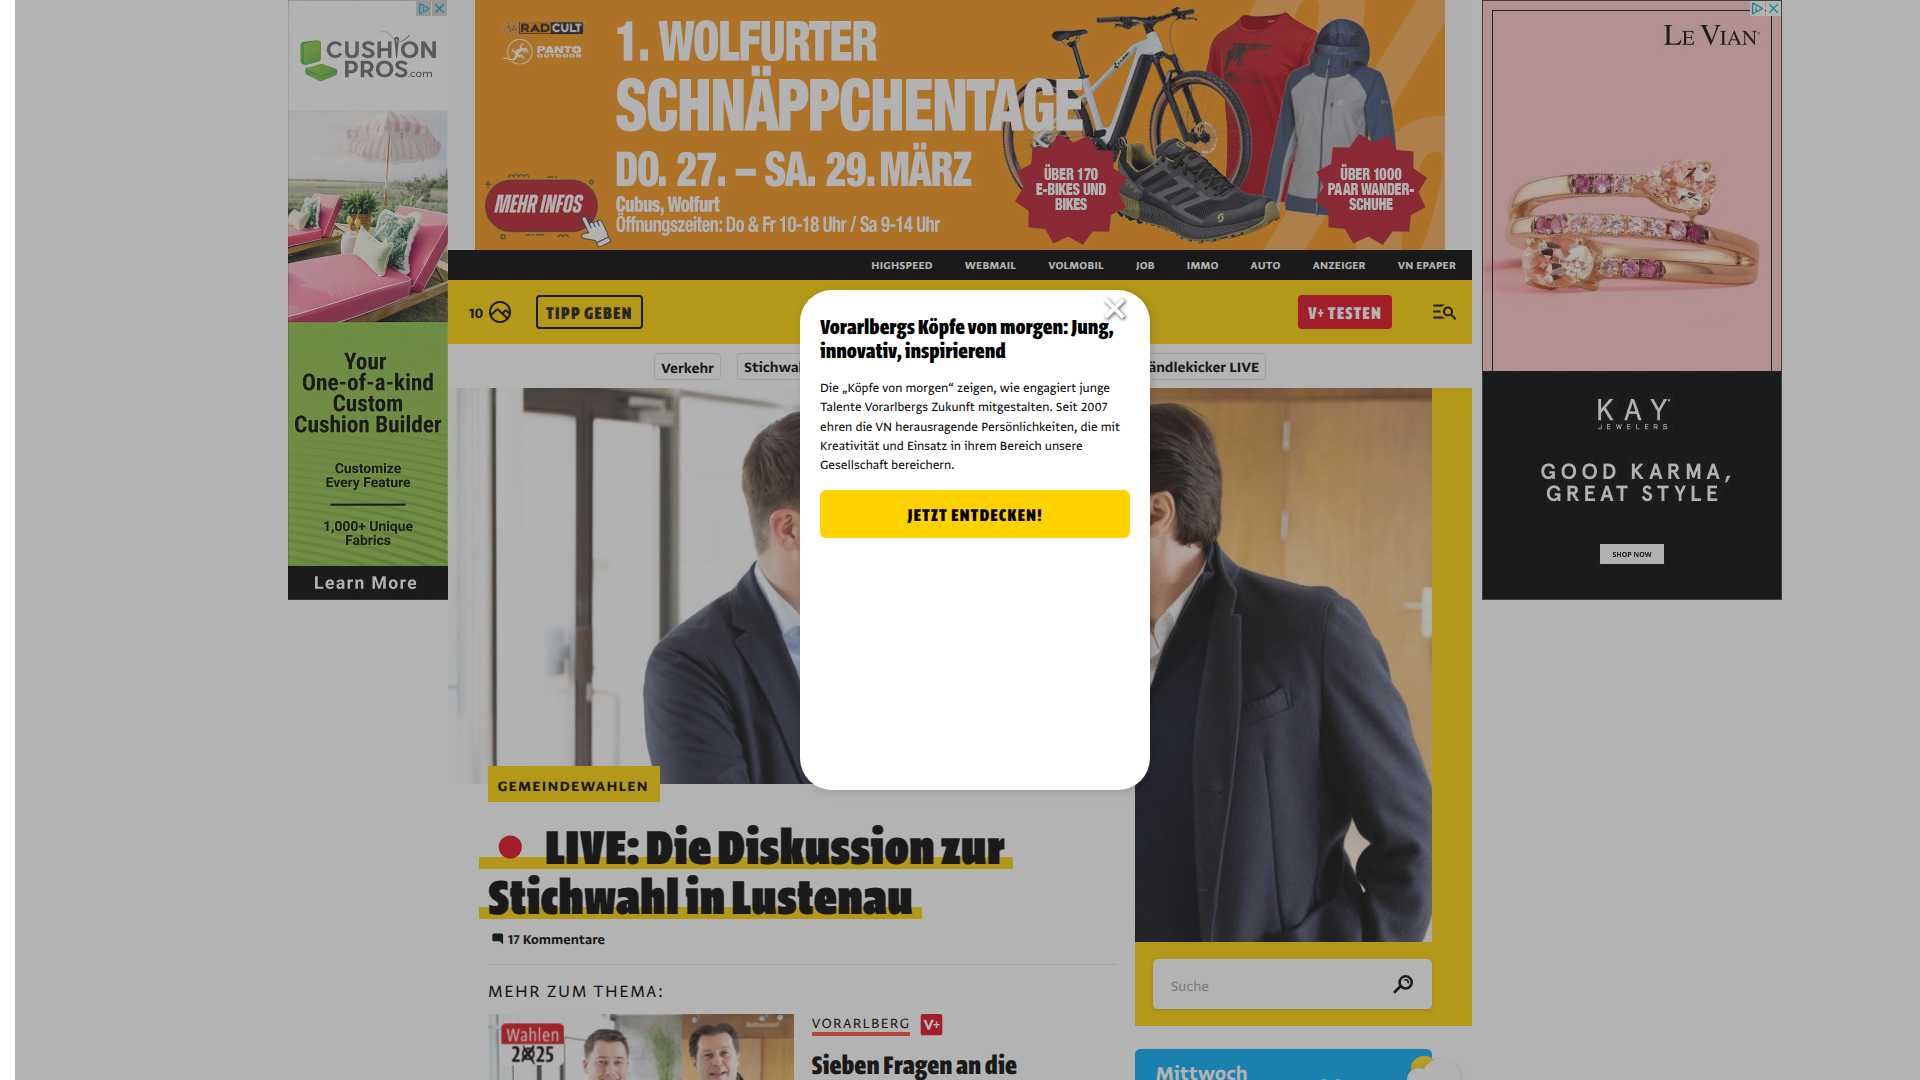 CUSHION
PROS.com
Your
One-of-a-kind
Custom
Cushion Builder
Customize
Every Feature
1,000+ Unique
Fabrics
Learn More
RADCULT
PANTO
OUTDOOR
1. WOLFURTER
SCHNÄPPCHENTAGE
DO. 27. – SA. 29. MÄRZ
MEHR INFOS
Cubus, Wolfurt
Öffnungszeiten: Do & Fr 10-18 Uhr / Sa 9-14 Uhr
ÜBER 170
E-BIKES UND
BIKES
ÜBER 1000
PAAR WANDER-
SCHUHE
LE VIAN
KAY
JEWELERS
GOOD KARMA,
GREAT STYLE
SHOP NOW
HIGHSPEED WEBMAIL VOLMOBIL JOB IMMO AUTO ANZEIGER VN EPAPER
10 TIPP GEBEN V+ TESTEN
Verkehr Stichwa ändlekicker LIVE
Vorarlbergs Köpfe von morgen: Jung,
innovativ, inspirierend
Die „Köpfe von morgen“ zeigen, wie engagiert junge
Talente Vorarlbergs Zukunft mitgestalten. Seit 2007
ehren die VN herausragende Persönlichkeiten, die mit
Kreativität und Einsatz in ihrem Bereich unsere
Gesellschaft bereichern.
JETZT ENTDECKEN!
GEMEINDEWAHLEN
LIVE: Die Diskussion zur
Stichwahl in Lustenau
17 Kommentare
MEHR ZUM THEMA:
Wahlen
2025
VORARLBERG V+
Sieben Fragen an die
Suche
Mittwoch